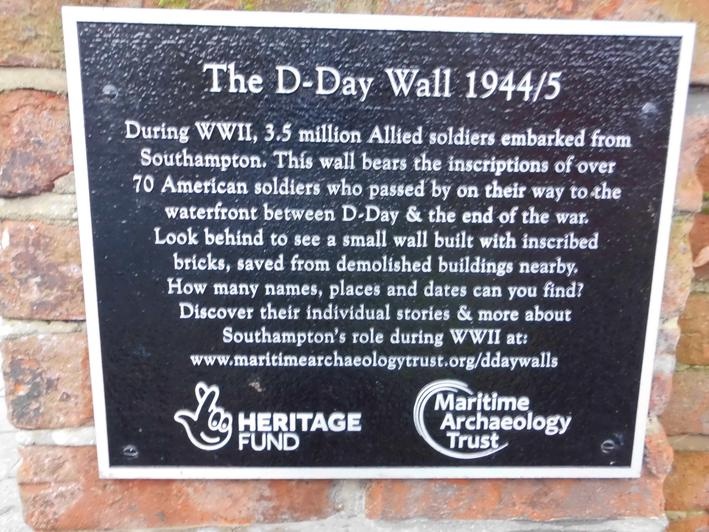 The D-Day Wall 1944/5
During WWII, 3.5 million Allied soldiers embarked from
Southampton. This wall bears the inscriptions of over
70 American soldiers who passed by on their way to the
waterfront between D-Day & the end of the war.
Look behind to see a small wall built with inscribed
bricks, saved from demolished buildings nearby.
How many names, places and dates can you find?
Discover their individual stories & more about
Southampton's role during WWII at:
www.maritimearchaeologytrust.org/ddaywalls
HERITAGE
FUND
Maritime
Archaeology
Trust